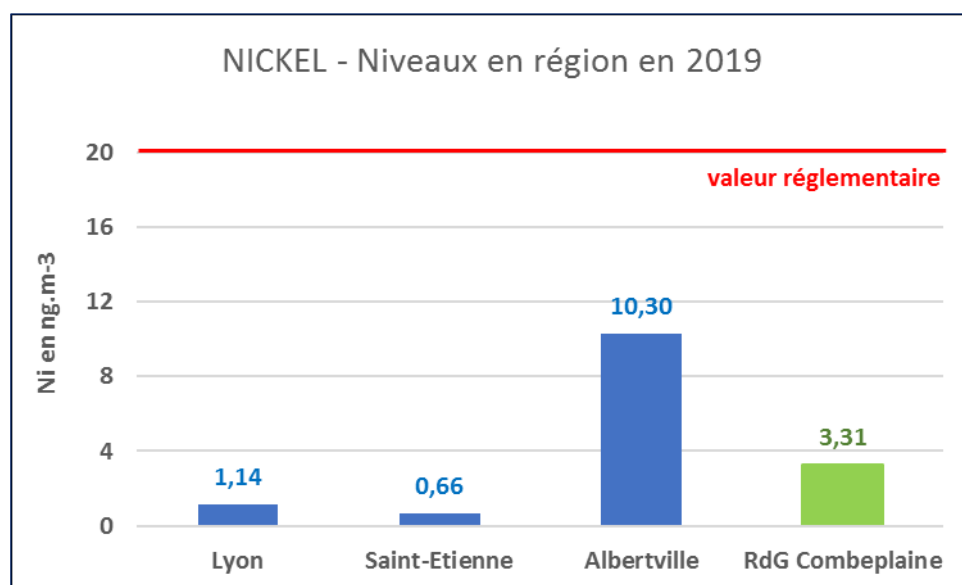 NICKEL - Niveaux en région en 2019
20
valeur réglementaire
16
12
10,30
8
Ni en ng.m-3
4
3,31
1,14
0,66
0
Lyon
Saint-Etienne
Albertville
RdG Combeplaine